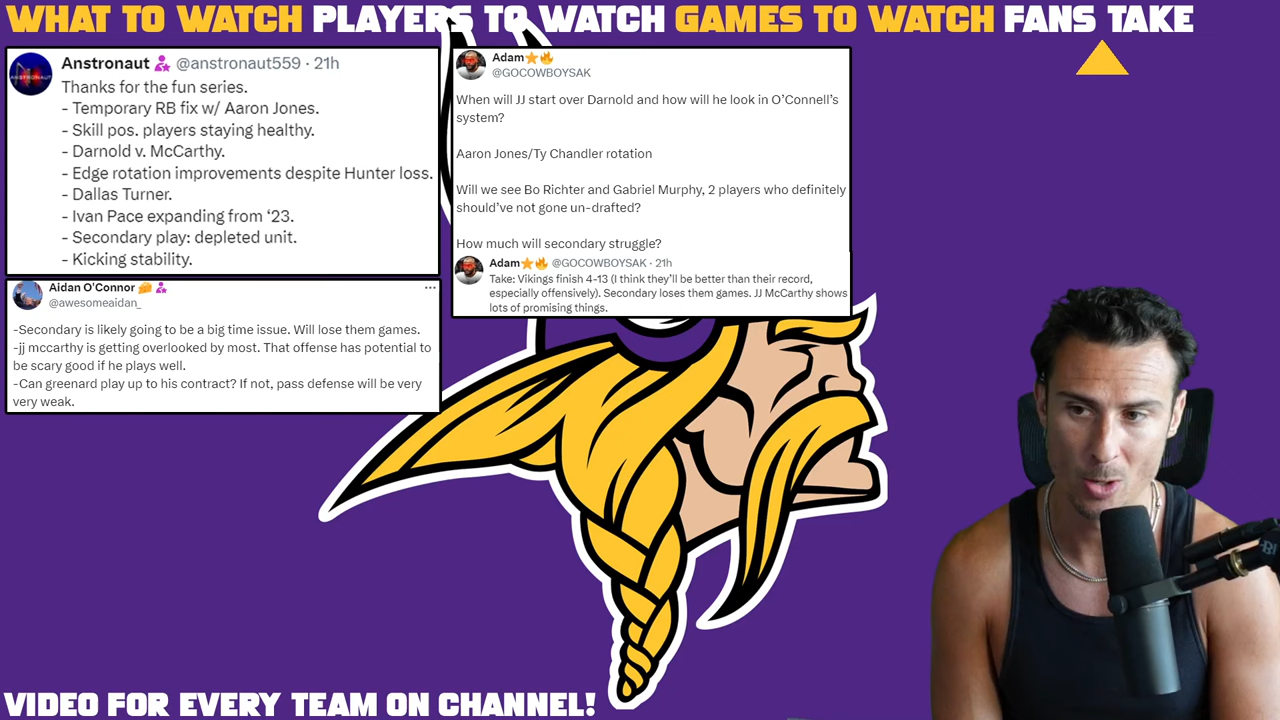 WHAT TO WATCH PLAYERS TO WATCH GAMES TO WATCH FANS TAKE
Anstronaut @anstronaut559 · 21h
Thanks for the fun series.
- Temporary RB fix w/ Aaron Jones.
- Skill pos. players staying healthy.
- Darnold v. McCarthy.
- Edge rotation improvements despite Hunter loss.
- Dallas Turner.
- Ivan Pace expanding from ‘23.
- Secondary play: depleted unit.
- Kicking stability.
Aidan O'Connor
@awesomeaidan_
-Secondary is likely going to be a big time issue. Will lose them games.
-jj mccarthy is getting overlooked by most. That offense has potential to
be scary good if he plays well.
-Can greenard play up to his contract? If not, pass defense will be very
very weak.
Adam⭐🔥
@GOCOWBOYSAK
When will JJ start over Darnold and how will he look in O’Connell’s
system?
Aaron Jones/Ty Chandler rotation
Will we see Bo Richter and Gabriel Murphy, 2 players who definitely
should’ve not gone un-drafted?
How much will secondary struggle?
Adam⭐🔥 @GOCOWBOYSAK · 21h
Take: Vikings finish 4-13 (I think they’ll be better than their record,
especially offensively). Secondary loses them games. JJ McCarthy shows
lots of promising things.
VIDEO FOR EVERY TEAM ON CHANNEL!